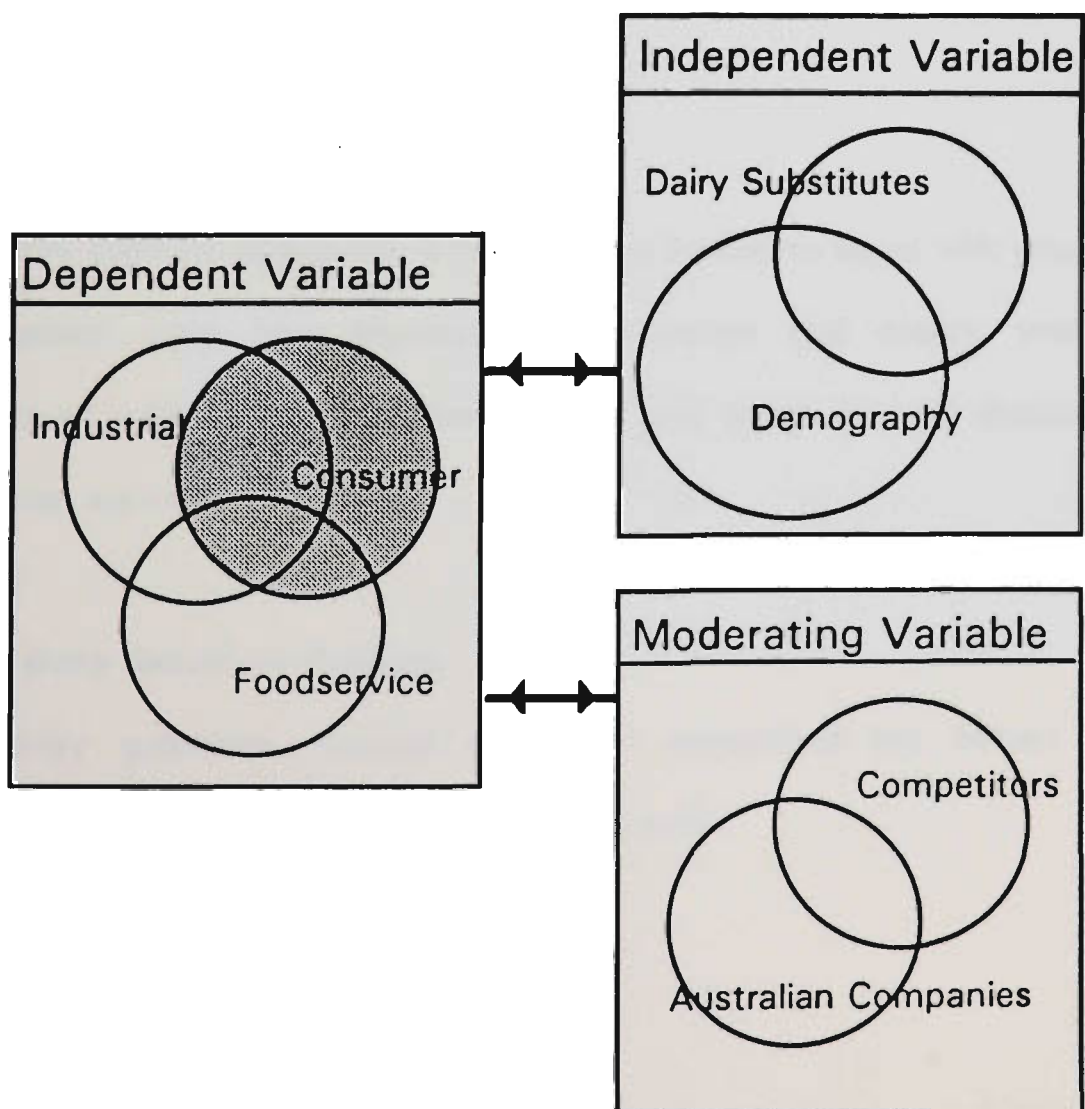 Independent Variable
Dairy Substitutes
Demography
Dependent Variable
Industrial
Consumer
Foodservice
Moderating Variable
Competitors
Australian Companies